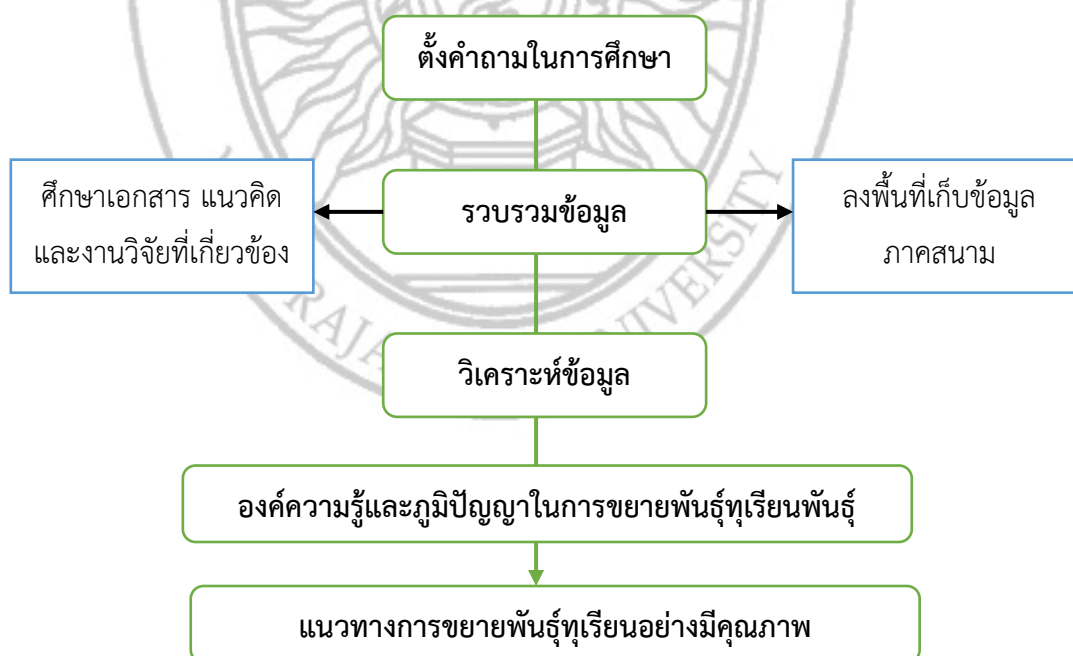 ตั้งคำถามในการศึกษา
ศึกษาเอกสาร แนวคิด
และงานวิจัยที่เกี่ยวข้อง
รวบรวมข้อมูล
ลงพื้นที่เก็บข้อมูล
ภาคสนาม
RAJA UNIVERSITY
วิเคราะห์ข้อมูล
องค์ความรู้และภูมิปัญญาในการขยายพันธุ์ทุเรียนพันธุ์
แนวทางการขยายพันธุ์ทุเรียนอย่างมีคุณภาพ